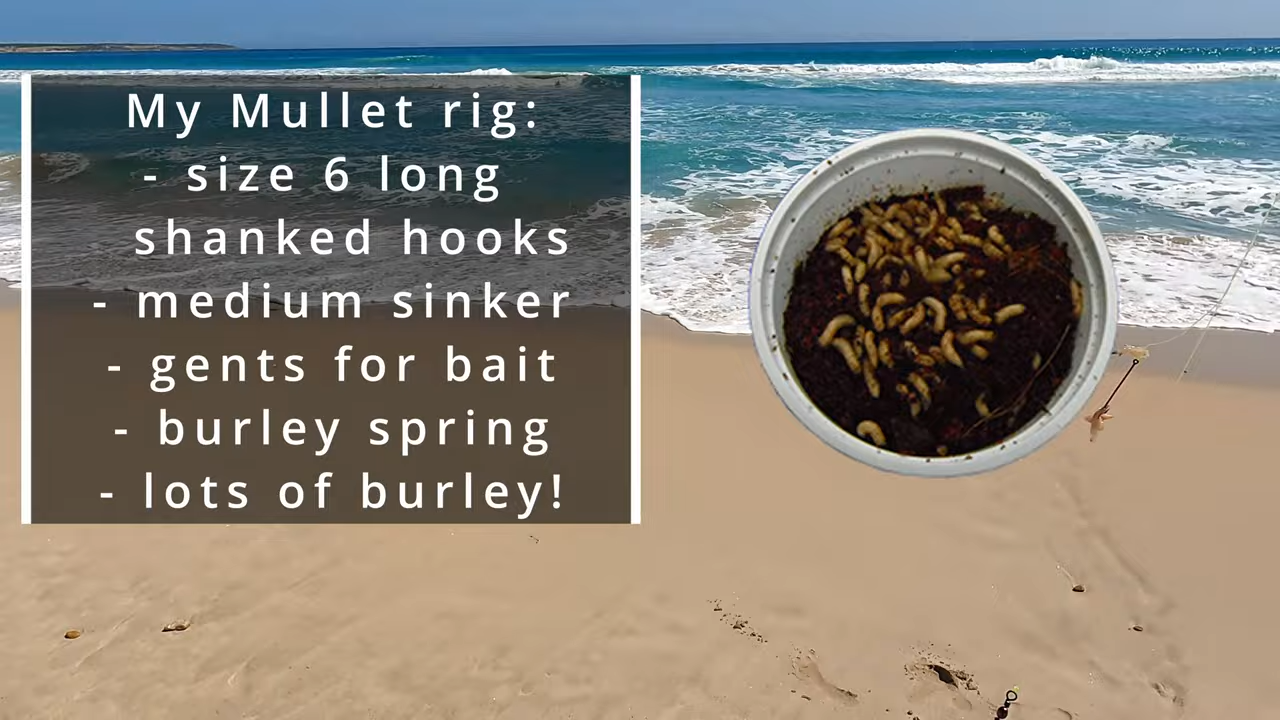 My Mullet rig:
- size 6 long
shanked hooks
- medium sinker
- gents for bait
- burley spring
- lots of burley!